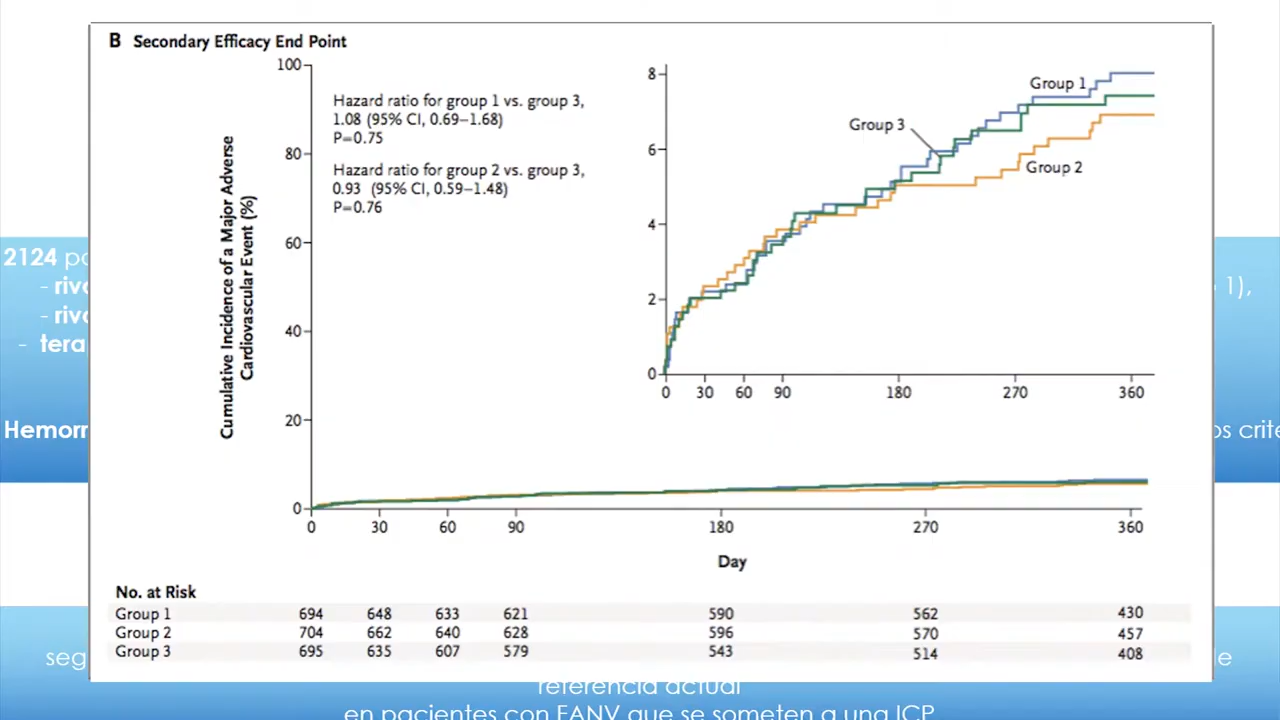 B Secondary Efficacy End Point
100
80
60
40
20
0
Cumulative Incidence of a Major Adverse
Cardiovascular Event (%)
Hazard ratio for group 1 vs. group 3,
1.08 (95% CI, 0.69–1.68)
P=0.75
Hazard ratio for group 2 vs. group 3,
0.93 (95% CI, 0.59–1.48)
P=0.76
8
6
4
2
0
Group 1
Group 3
Group 2
0 30 60 90 180 270 360
0 30 60 90 180 270 360
Day
No. at Risk
Group 1 694 648 633 621 590 562 430
Group 2 704 662 640 628 596 570 457
Group 3 695 635 607 579 543 514 408
2124
1),
Hemorr
os crite
seg
de
referencia actual
en pacientes con FANV que se someten a una ICP